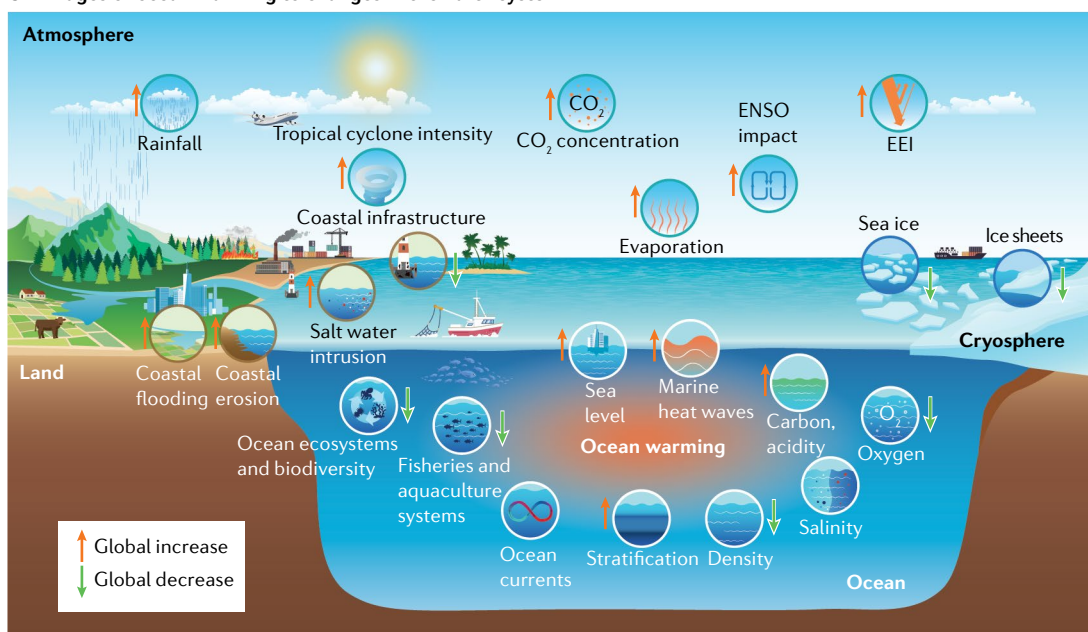 Atmosphere
Rainfall
Tropical cyclone intensity
CO2
CO2 concentration
ENSO
impact
EEI
Coastal infrastructure
Evaporation
Sea ice
Ice sheets
Salt water
intrusion
Cryosphere
Land
Coastal
flooding
Coastal
erosion
Sea
level
Marine
heat waves
Carbon,
acidity
O2
Oxygen
Ocean ecosystems
and biodiversity
Fisheries and
aquaculture
systems
Ocean warming
Ocean
currents
Stratification
Density
Salinity
Global increase
Global decrease
Ocean